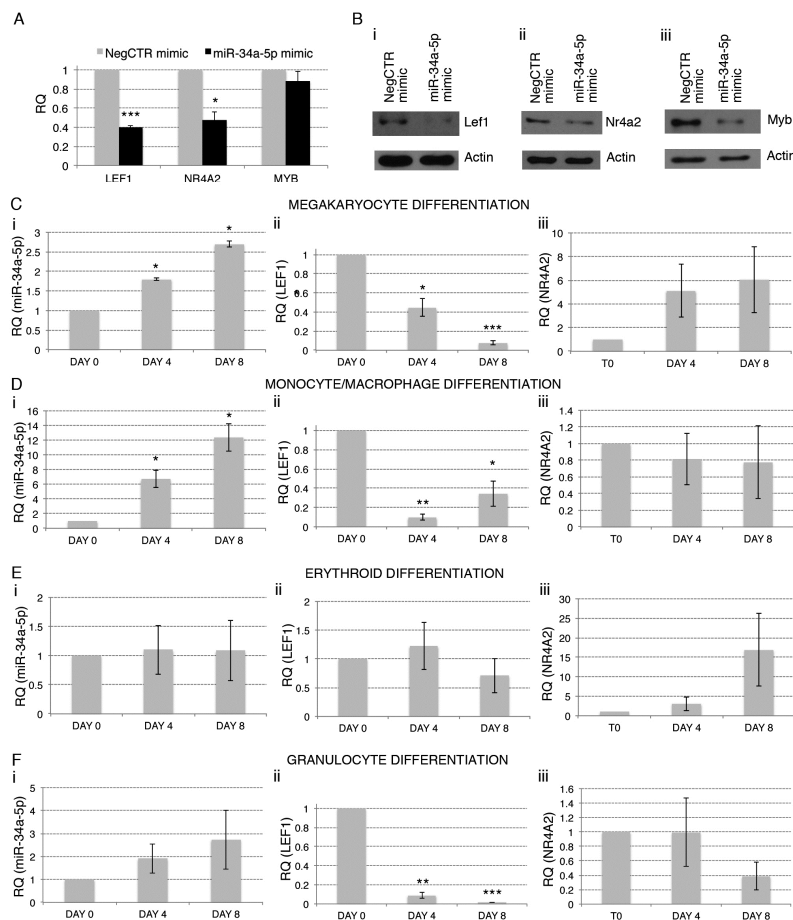 A
NegCTR mimic miR-34a-5p mimic
RQ
1
0.8
0.6
0.4
0.2
0
*** *
LEF1 NR4A2 MYB
B
i ii iii
NegCTR mimic miR-34a-5p mimic
Lef1
Actin
NegCTR mimic miR-34a-5p mimic
Nr4a2
Actin
NegCTR mimic miR-34a-5p mimic
Myb
Actin
C MEGAKARYOCYTE DIFFERENTIATION
i
RQ (miR-34a-5p)
3
2.5
2
1.5
1
0.5
0
* *
DAY 0 DAY 4 DAY 8
ii
RQ (LEF1)
1
0.8
0.6
0.4
0.2
0
* ***
DAY 0 DAY 4 DAY 8
iii
RQ (NR4A2)
10
8
6
4
2
0
T0 DAY 4 DAY 8
D MONOCYTE/MACROPHAGE DIFFERENTIATION
i
RQ (miR-34a-5p)
16
14
12
10
8
6
4
2
0
* *
DAY 0 DAY 4 DAY 8
ii
RQ (LEF1)
1
0.8
0.6
0.4
0.2
0
** *
DAY 0 DAY 4 DAY 8
iii
RQ (NR4A2)
1.4
1.2
1
0.8
0.6
0.4
0.2
0
T0 DAY 4 DAY 8
E ERYTHROID DIFFERENTIATION
i
RQ (miR-34a-5p)
2
1.5
1
0.5
0
DAY 0 DAY 4 DAY 8
ii
RQ (LEF1)
2
1.5
1
0.5
0
DAY 0 DAY 4 DAY 8
iii
RQ (NR4A2)
30
25
20
15
10
5
0
T0 DAY 4 DAY 8
F GRANULOCYTE DIFFERENTIATION
i
RQ (miR-34a-5p)
5
4
3
2
1
0
DAY 0 DAY 4 DAY 8
ii
RQ (LEF1)
1
0.8
0.6
0.4
0.2
0
** ***
DAY 0 DAY 4 DAY 8
iii
RQ (NR4A2)
1.6
1.4
1.2
1
0.8
0.6
0.4
0.2
0
T0 DAY 4 DAY 8